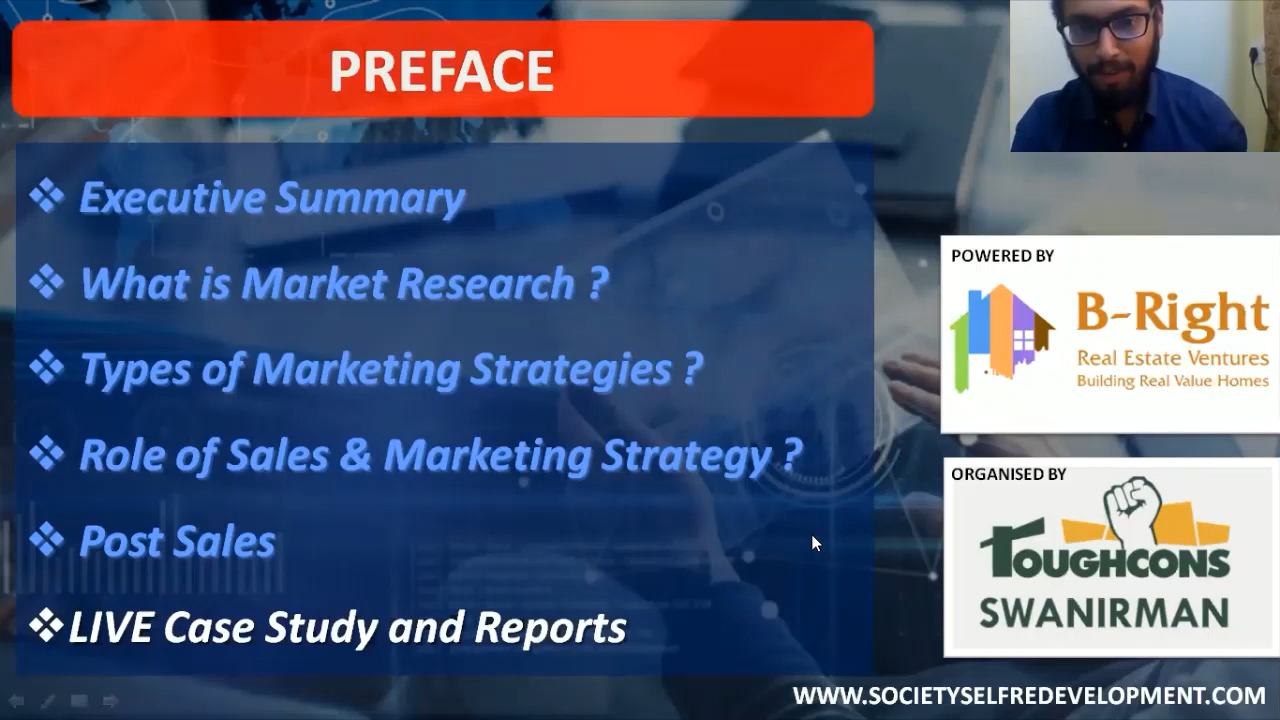 PREFACE
Executive Summary
What is Market Research ?
Types of Marketing Strategies ?
Role of Sales & Marketing Strategy ?
Post Sales
LIVE Case Study and Reports
POWERED BY
B-Right
Real Estate Ventures
Building Real Value Homes
ORGANISED BY
TOUGHCONS
SWANIRMAN
WWW.SOCIETYSELFREDEVELOPMENT.COM